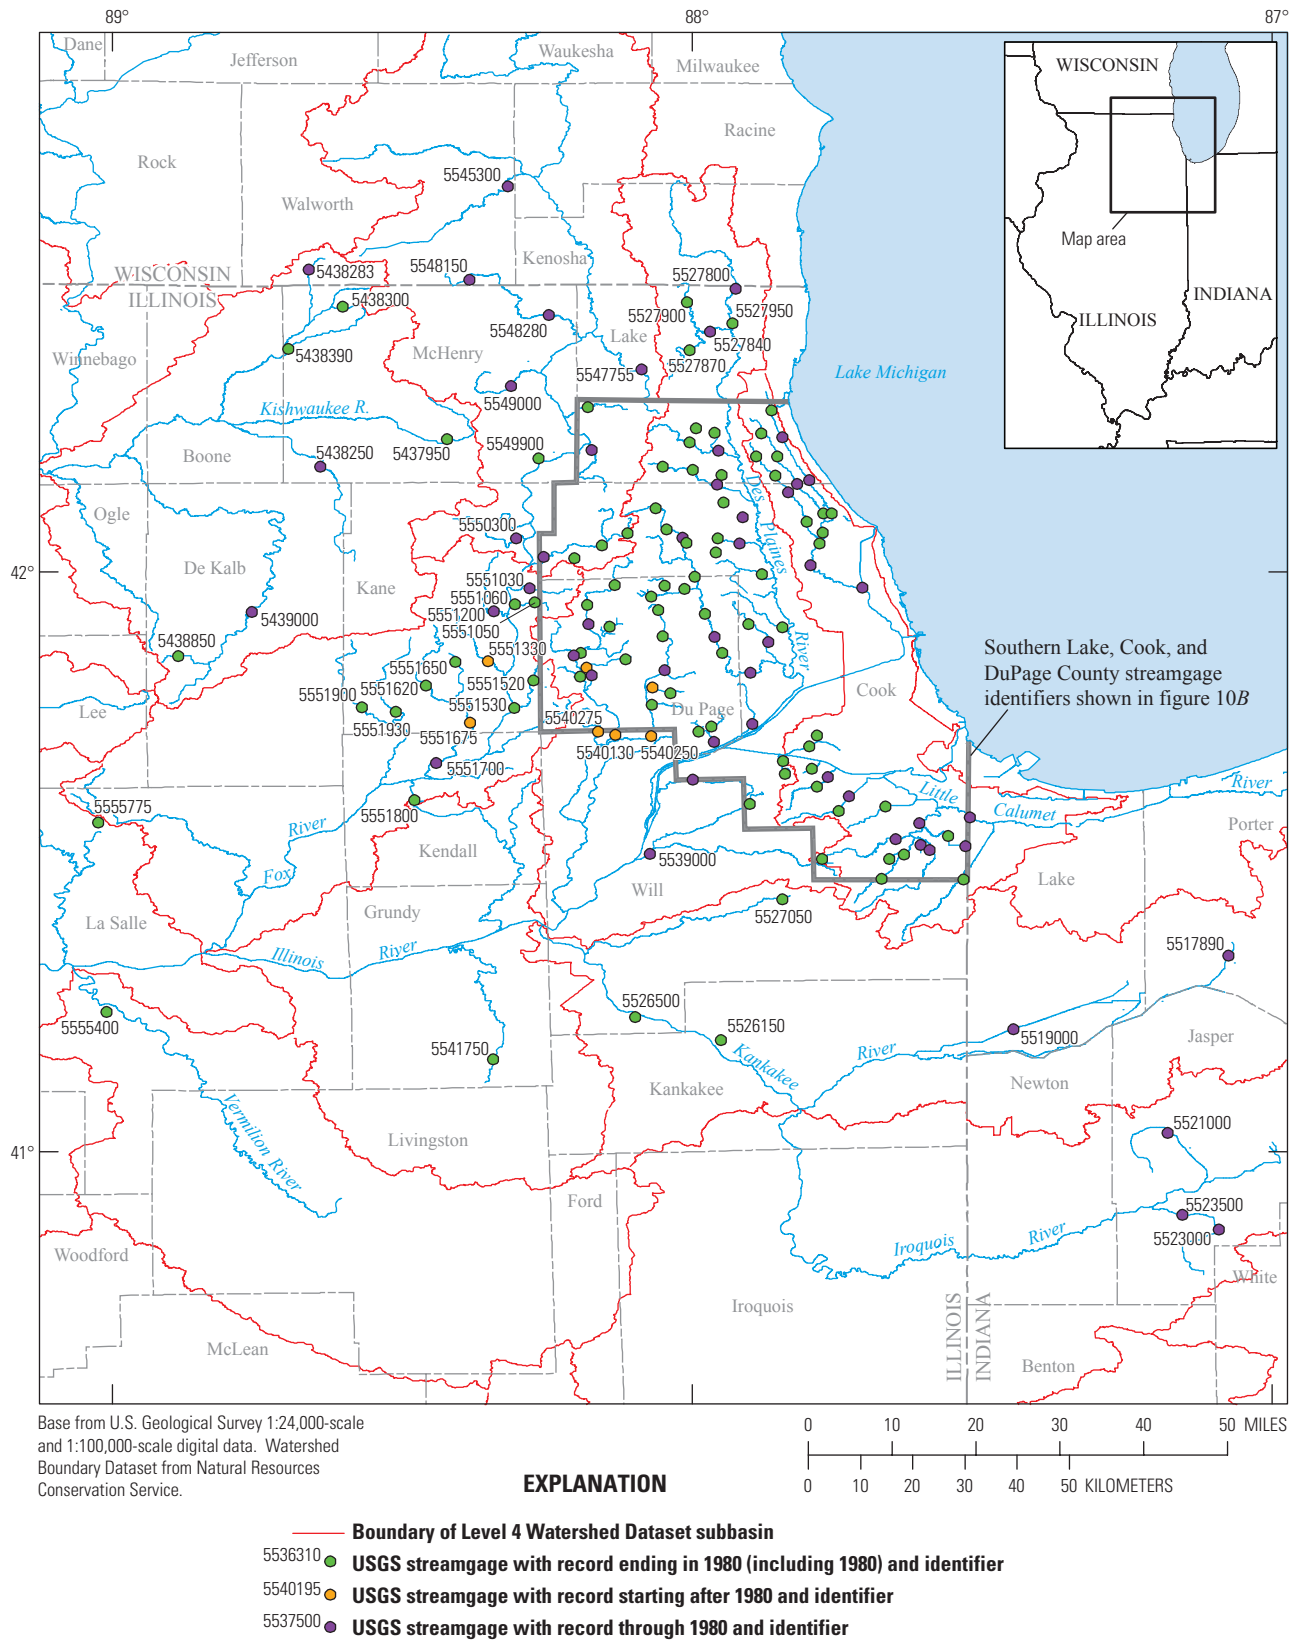 89°
88°
87°
Dane
Jefferson
Waukesha
Milwaukee
WISCONSIN
Racine
Rock
5545300
Walworth
Map area
Kenosha
5548150
5438283
5527800
WISCONSIN
ILLINOIS
INDIANA
5438300
5527900
5527950
ILLINOIS
5548280
Lake
5527840
Winnebago
McHenry
5438390
5527870
5547755
Lake Michigan
5549000
Kishwaukee R.
5549900
5437950
5438250
Boone
Des Plaines River
Ogle
5550300
42°
De Kalb
Kane
5551030
5551060
5551200
5551050
5439000
5438850
5551330
Southern Lake, Cook, and
DuPage County streamgage
identifiers shown in figure 10B
5551650
5551620
5551520
5551900
Cook
5551530
Du Page
Lee
5540275
5551930
5551675
5540130
5540250
5551700
River
Little
Calumet
5555775
5551800
River
Porter
Kendall
5539000
Fox
Will
Lake
Grundy
5527050
La Salle
5517890
River
Illinois
5526500
5555400
5526150
5519000
Jasper
5541750
River
Kankakee
Kankakee
Newton
Vermilion River
5521000
Livingston
41°
Ford
5523500
River
5523000
Iroquois
Woodford
White
Iroquois
ILLINOIS
INDIANA
McLean
Benton
Base from U.S. Geological Survey 1:24,000-scale
and 1:100,000-scale digital data. Watershed
Boundary Dataset from Natural Resources
Conservation Service.
0 10 20 30 40 50 MILES
0 10 20 30 40 50 KILOMETERS
EXPLANATION
Boundary of Level 4 Watershed Dataset subbasin
5536310 USGS streamgage with record ending in 1980 (including 1980) and identifier
5540195 USGS streamgage with record starting after 1980 and identifier
5537500 USGS streamgage with record through 1980 and identifier